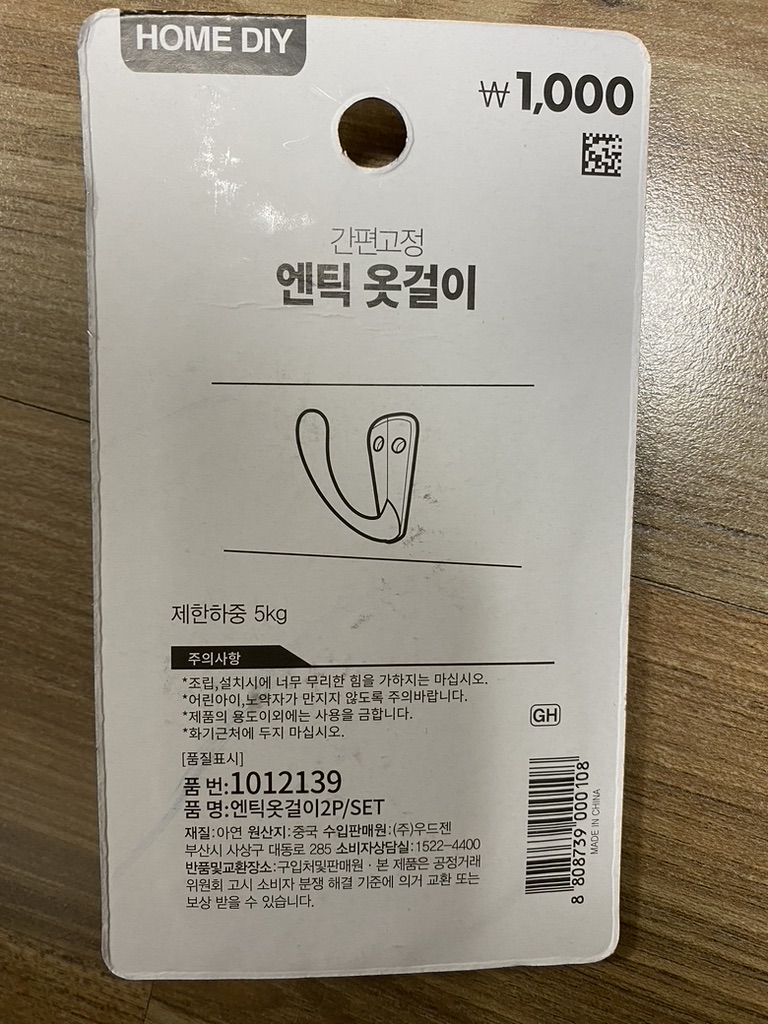 HOME DIY
₩1,000
간편고정
엔틱 옷걸이
제한하중 5kg
주의사항
*조립,설치시에 너무 무리한 힘을 가하지는 마십시오.
*어린아이,노약자가 만지지 않도록 주의바랍니다.
*제품의 용도이외에는 사용을 금합니다.
*화기근처에 두지 마십시오.
GH
[품질표시]
품 번:1012139
품 명:엔틱옷걸이2P/SET
재질:아연 원산지:중국 수입판매원:(주)우드젠
부산시 사상구 대동로 285 소비자상담실:1522-4400
반품및교환장소:구입처및판매원 · 본 제품은 공정거래
위원회 고시 소비자 분쟁 해결 기준에 의거 교환 또는
보상 받을 수 있습니다.
8 808739 000108
MADE IN CHINA